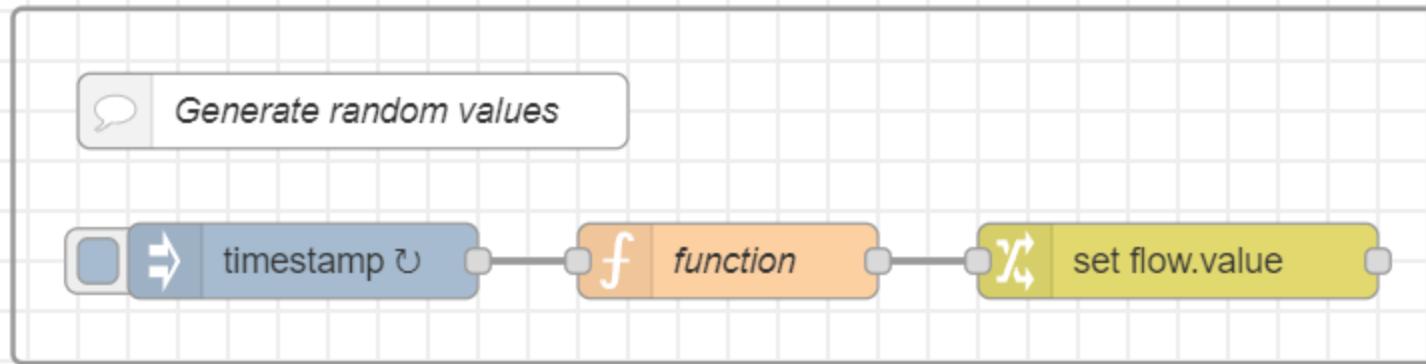 Generate random values
timestamp ↻
function
set flow.value